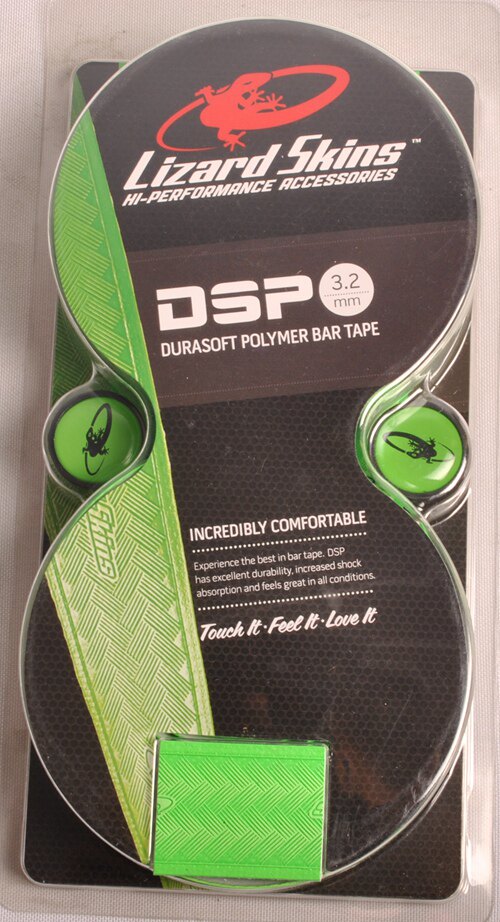 Lizard Skins™
HI-PERFORMANCE ACCESSORIES
DSP 3.2 mm
DURASOFT POLYMER BAR TAPE
skins
INCREDIBLY COMFORTABLE
Experience the best in bar tape. DSP
has excellent durability, increased shock
absorption and feels great in all conditions.
Touch It · Feel It · Love It